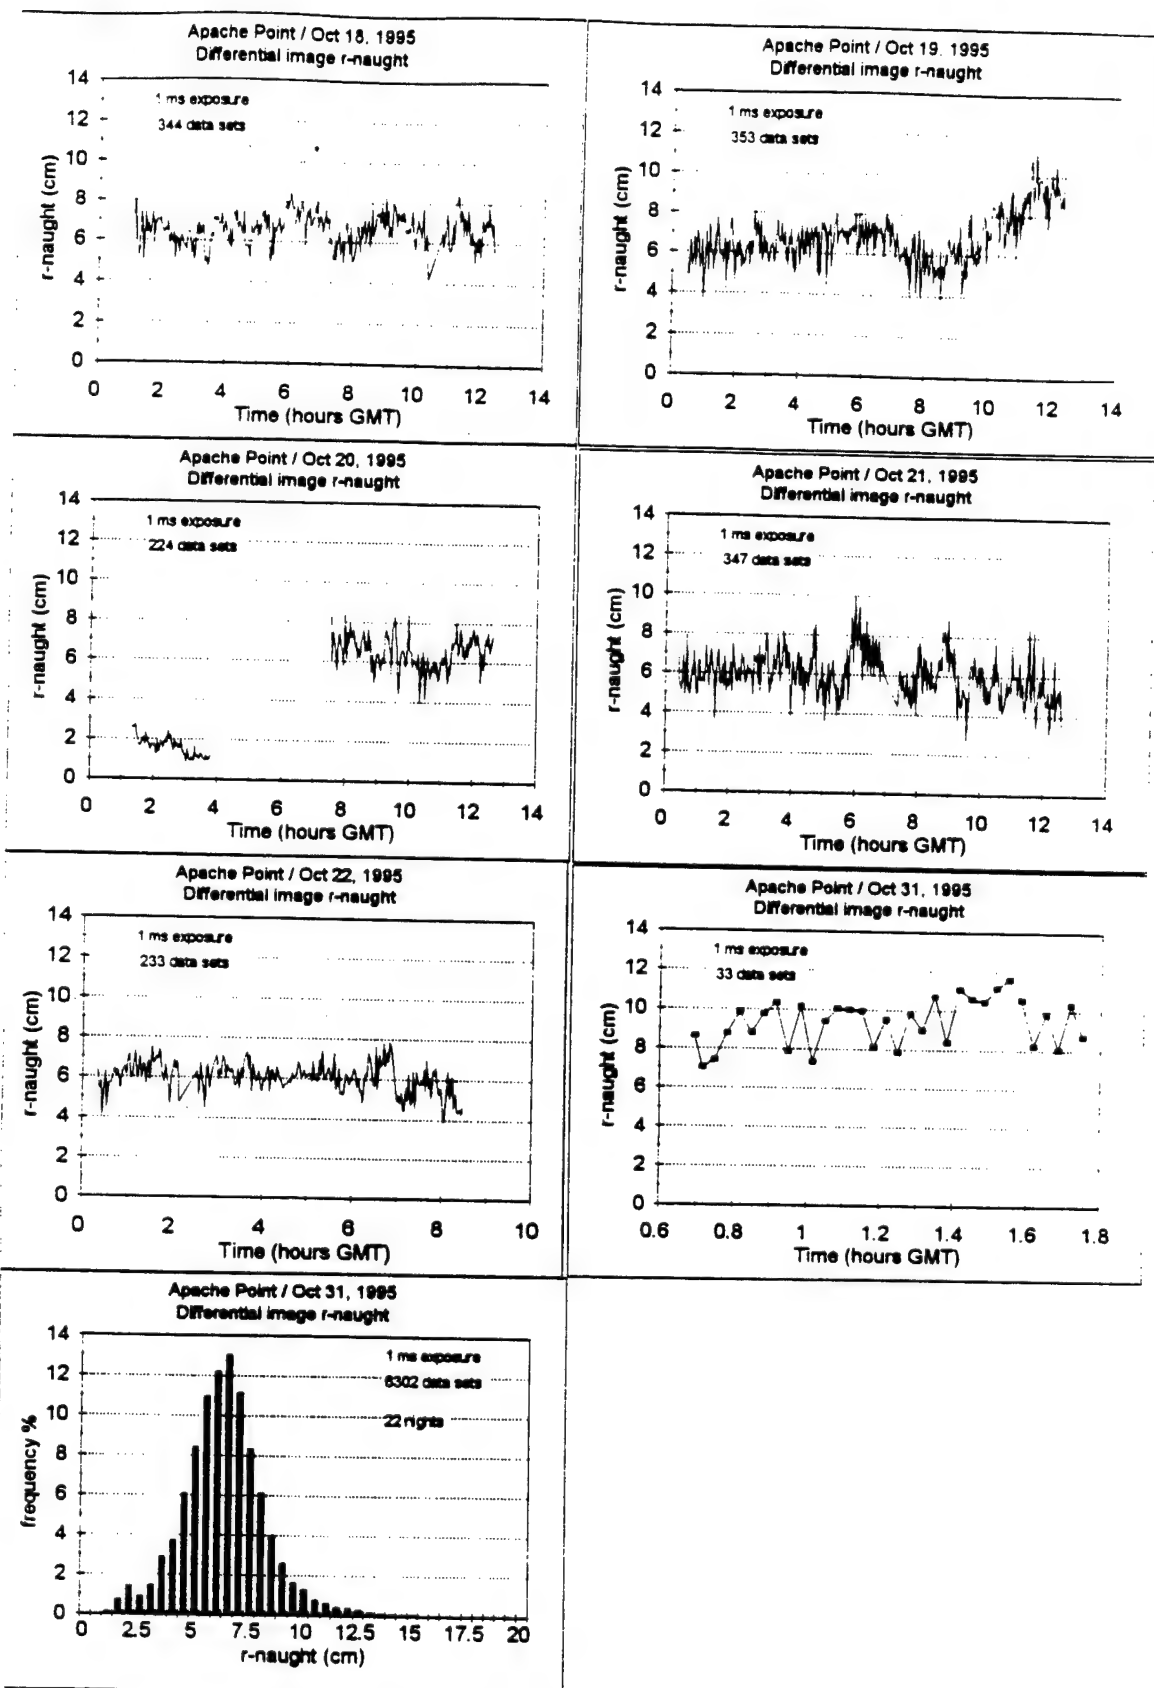 Apache Point / Oct 18, 1995
Differential image r-naught
1 ms exposure
344 data sets
r-naught (cm)
14
12
10
8
6
4
2
0
0 2 4 6 8 10 12 14
Time (hours GMT)
Apache Point / Oct 19, 1995
Differential image r-naught
1 ms exposure
353 data sets
r-naught (cm)
14
12
10
8
6
4
2
0
0 2 4 6 8 10 12 14
Time (hours GMT)
Apache Point / Oct 20, 1995
Differential image r-naught
1 ms exposure
224 data sets
r-naught (cm)
14
12
10
8
6
4
2
0
0 2 4 6 8 10 12 14
Time (hours GMT)
Apache Point / Oct 21, 1995
Differential image r-naught
1 ms exposure
347 data sets
r-naught (cm)
14
12
10
8
6
4
2
0
0 2 4 6 8 10 12 14
Time (hours GMT)
Apache Point / Oct 22, 1995
Differential image r-naught
1 ms exposure
233 data sets
r-naught (cm)
14
12
10
8
6
4
2
0
0 2 4 6 8 10
Time (hours GMT)
Apache Point / Oct 31, 1995
Differential image r-naught
1 ms exposure
33 data sets
r-naught (cm)
14
12
10
8
6
4
2
0
0.6 0.8 1 1.2 1.4 1.6 1.8
Time (hours GMT)
Apache Point / Oct 31, 1995
Differential image r-naught
1 ms exposure
6302 data sets
22 nights
frequency %
14
12
10
8
6
4
2
0
0 2.5 5 7.5 10 12.5 15 17.5 20
r-naught (cm)